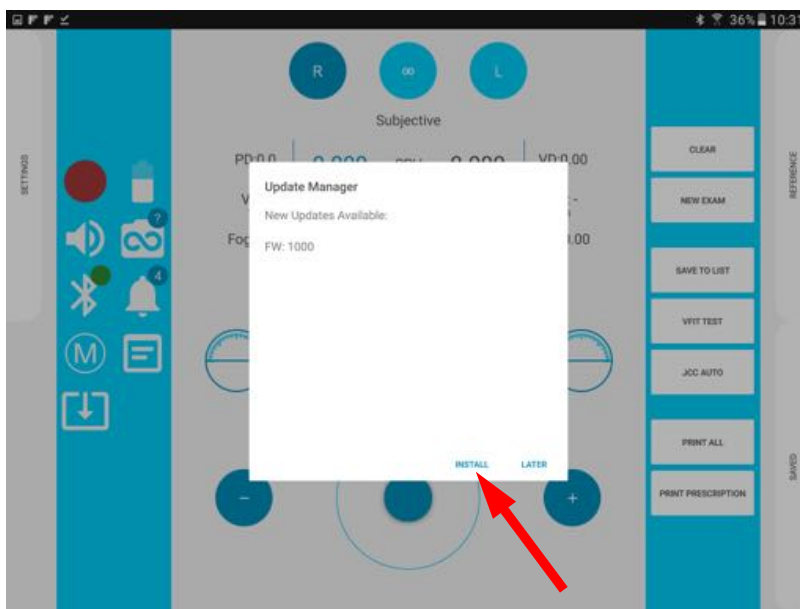 36% 10:31
R ∞ L
Subjective
PD:0.0 VD:0.00
Update Manager
New Updates Available:
FW: 1000
INSTALL LATER
SETTINGS
?
4
M
CLEAR
NEW EXAM
SAVE TO LIST
VFIT TEST
JCC AUTO
PRINT ALL
PRINT PRESCRIPTION
REFERENCE
SAVED
- +